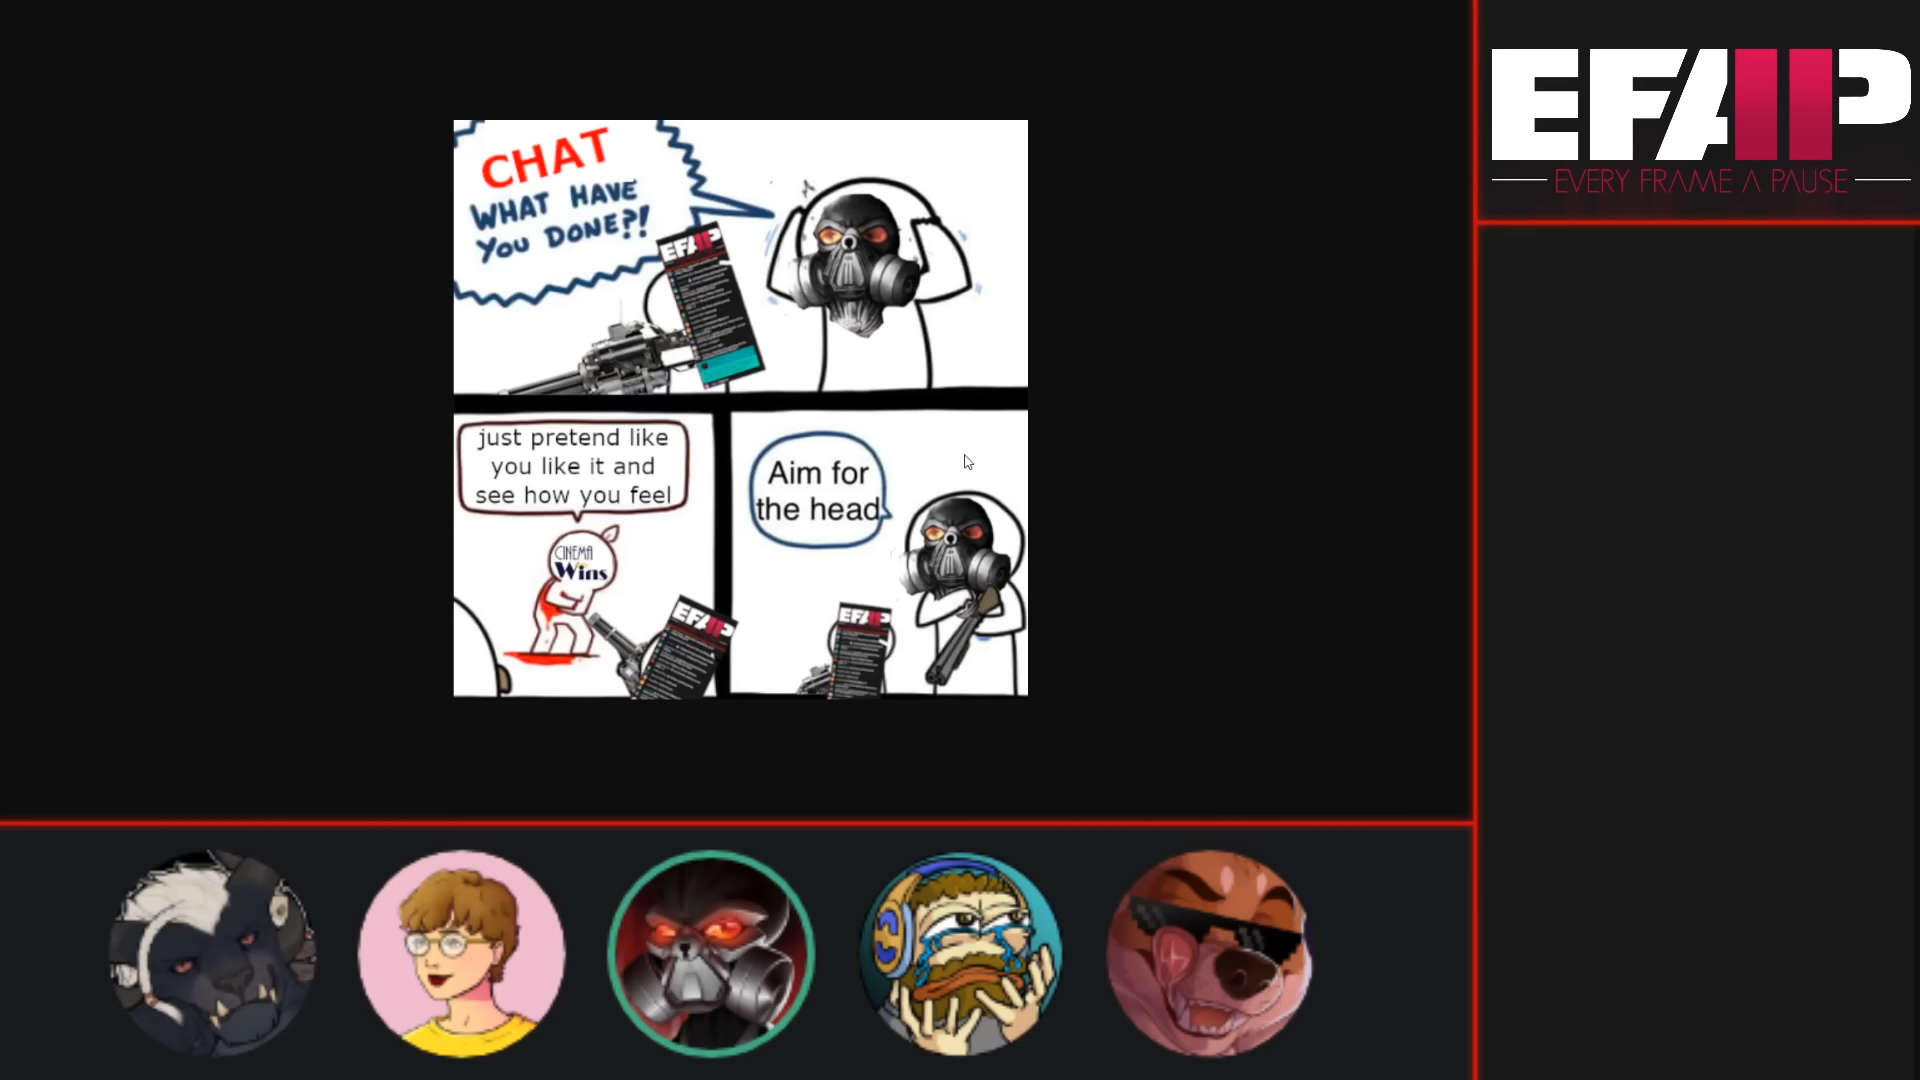 CHAT
WHAT HAVE
YOU DONE?!
EFAP
just pretend like
you like it and
see how you feel
CINEMA
Wins
EFAP
Aim for
the head
EFAP
EFAP
EVERY FRAME A PAUSE